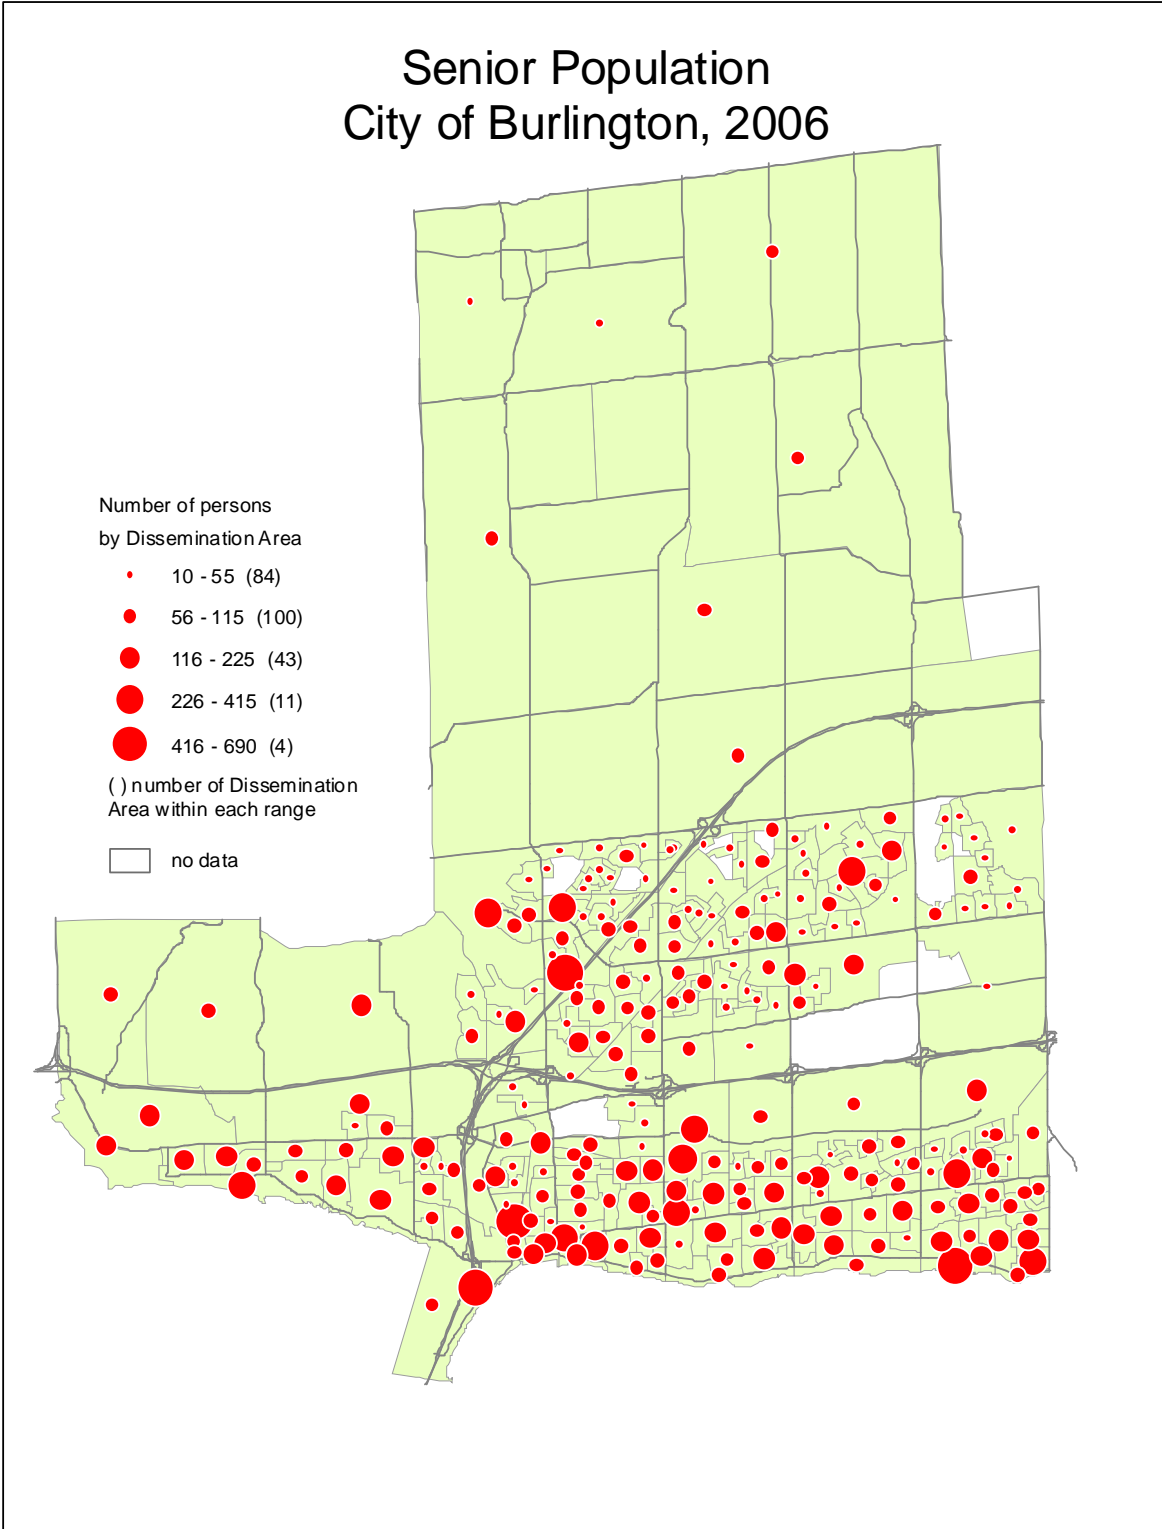 Senior Population
City of Burlington, 2006
Number of persons
by Dissemination Area
10 - 55 (84)
56 - 115 (100)
116 - 225 (43)
226 - 415 (11)
416 - 690 (4)
( ) number of Dissemination
Area within each range
no data